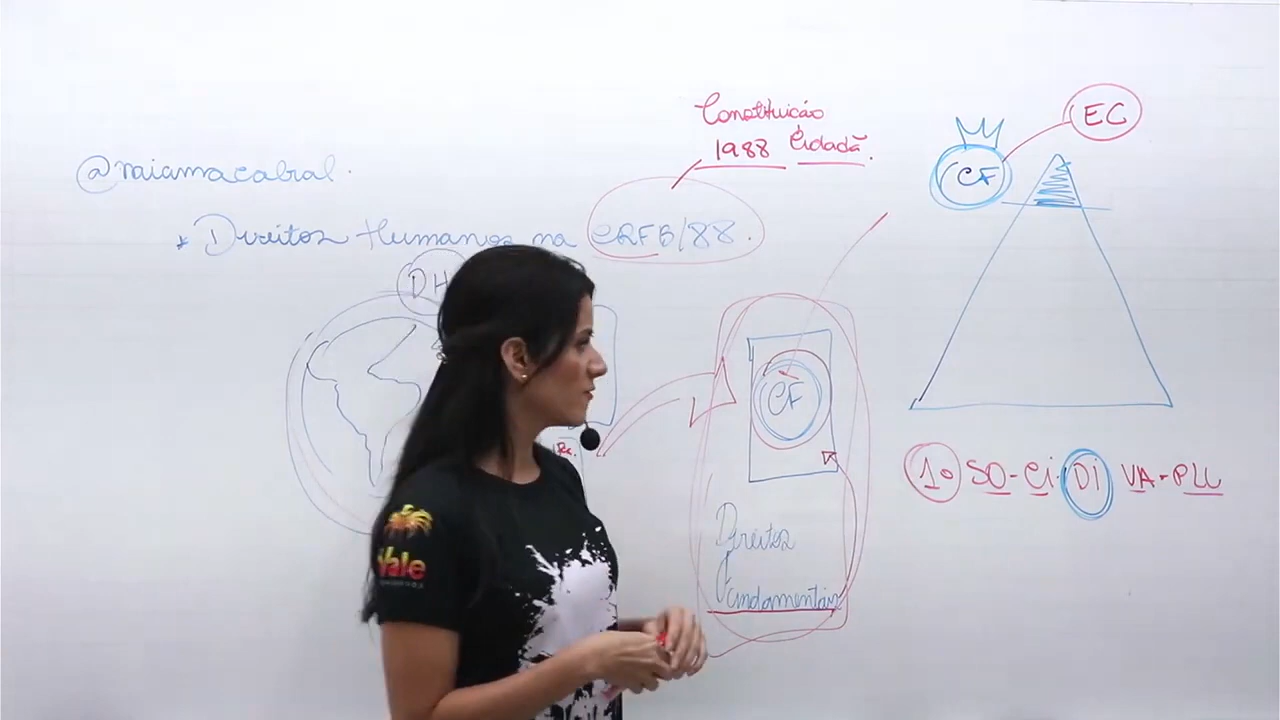 Constituição
1988 Cidadã.
EC
CF
@naiamacabral.
* Direitos Humanos na CRFB/88.
DH
CF
1º SO-Ci-Di VA-PLU
Direitos
Fundamentais
Vale